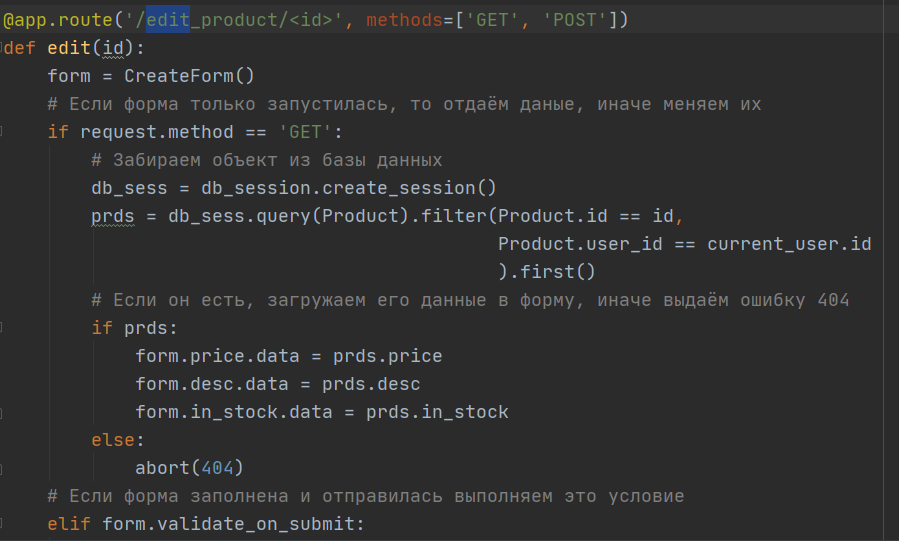 @app.route('/edit_product/<id>', methods=['GET', 'POST'])
def edit(id):
    form = CreateForm()
    # Если форма только запустилась, то отдаём даные, иначе меняем их
    if request.method == 'GET':
        # Забираем объект из базы данных
        db_sess = db_session.create_session()
        prds = db_sess.query(Product).filter(Product.id == id,
                                             Product.user_id == current_user.id
                                             ).first()
        # Если он есть, загружаем его данные в форму, иначе выдаём ошибку 404
        if prds:
            form.price.data = prds.price
            form.desc.data = prds.desc
            form.in_stock.data = prds.in_stock
        else:
            abort(404)
    # Если форма заполнена и отправилась выполняем это условие
    elif form.validate_on_submit: